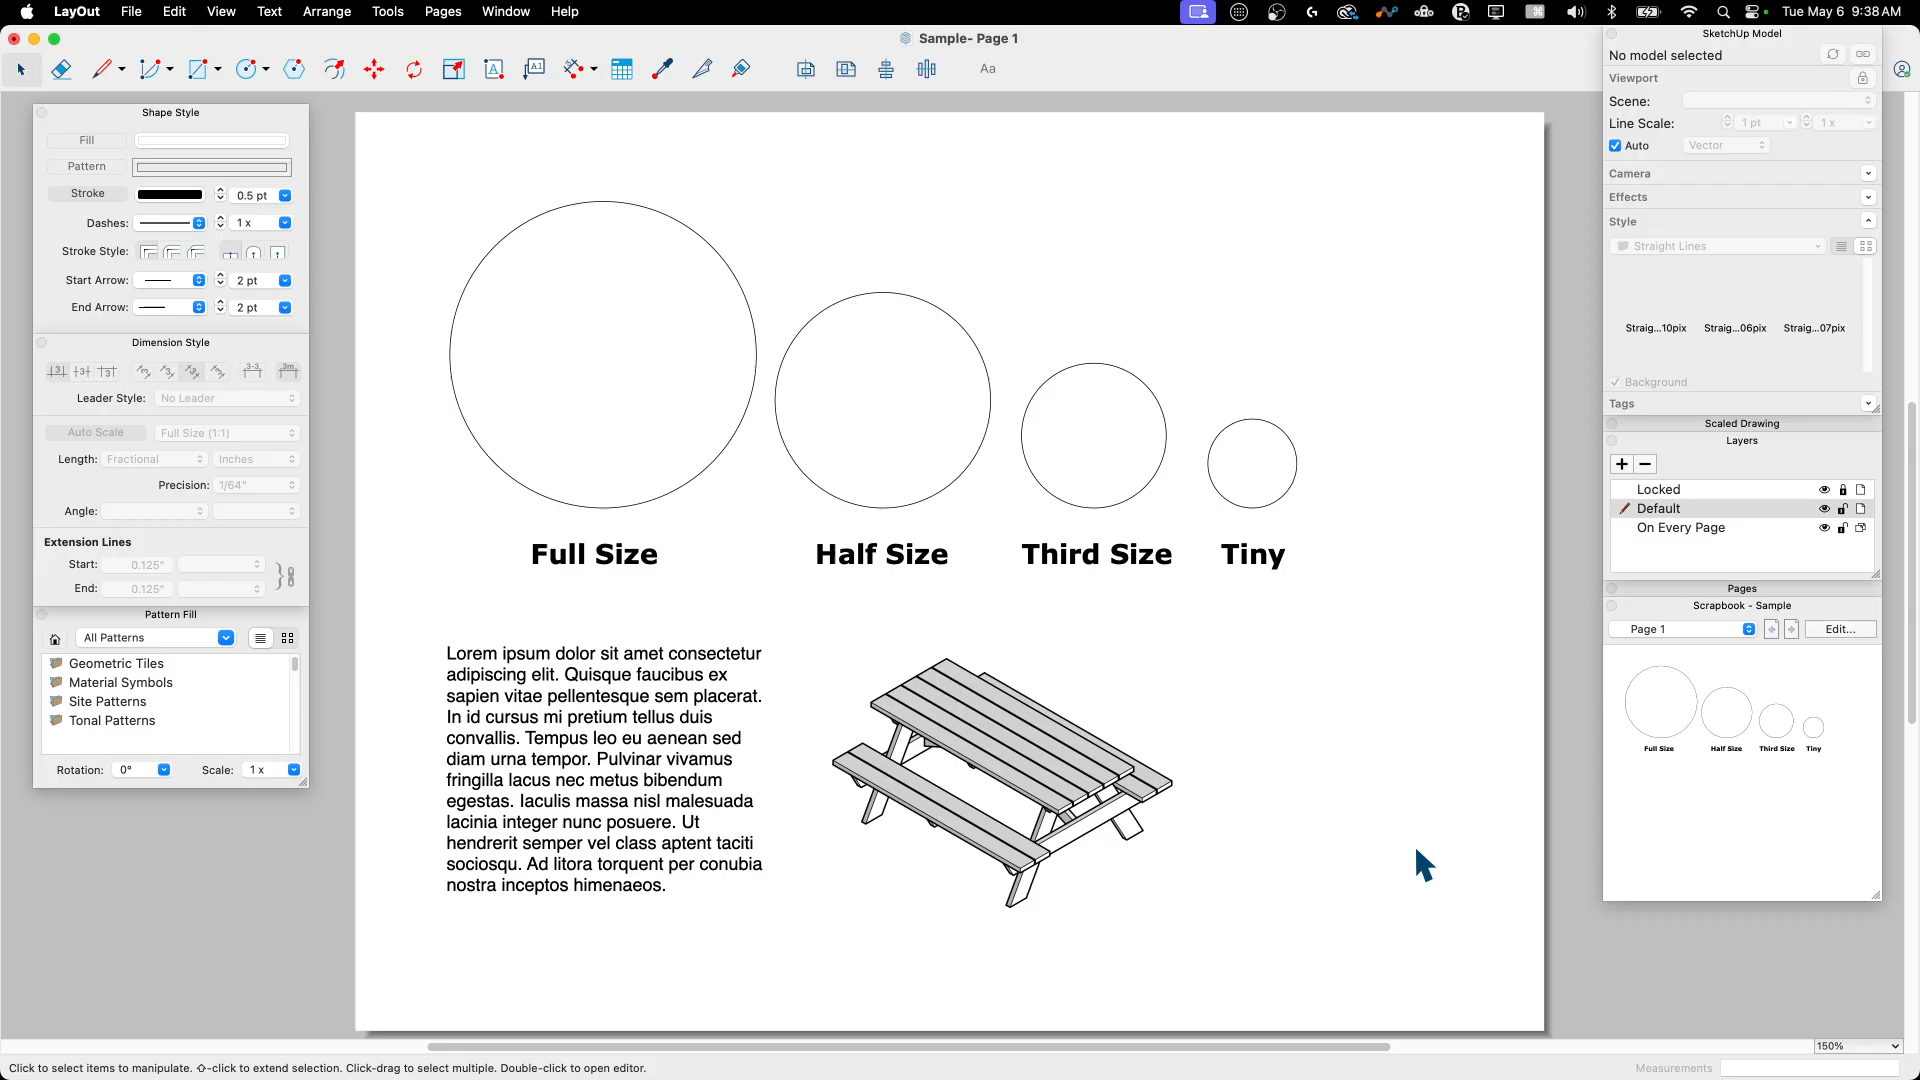 LayOut File Edit View Text Arrange Tools Pages Window Help
Tue May 6 9:38 AM
Sample- Page 1
Aa
Shape Style
Fill
Pattern
Stroke 0.5 pt
Dashes: 1 x
Stroke Style:
Start Arrow: 2 pt
End Arrow: 2 pt
Dimension Style
Leader Style: No Leader
Auto Scale Full Size (1:1)
Length: Fractional Inches
Precision: 1/64"
Angle:
Extension Lines
Start: 0.125"
End: 0.125"
Pattern Fill
All Patterns
Geometric Tiles
Material Symbols
Site Patterns
Tonal Patterns
Rotation: 0° Scale: 1 x
Full Size Half Size Third Size Tiny
Lorem ipsum dolor sit amet consectetur
adipiscing elit. Quisque faucibus ex
sapien vitae pellentesque sem placerat.
In id cursus mi pretium tellus duis
convallis. Tempus leo eu aenean sed
diam urna tempor. Pulvinar vivamus
fringilla lacus nec metus bibendum
egestas. Iaculis massa nisl malesuada
lacinia integer nunc posuere. Ut
hendrerit semper vel class aptent taciti
sociosqu. Ad litora torquent per conubia
nostra inceptos himenaeos.
SketchUp Model
No model selected
Viewport
Scene:
Line Scale: 1 pt 1 x
Auto Vector
Camera
Effects
Style
Straight Lines
Straig...10pix Straig...06pix Straig...07pix
Background
Tags
Scaled Drawing
Layers
Locked
Default
On Every Page
Pages
Scrapbook - Sample
Page 1 Edit...
Full Size Half Size Third Size Tiny
150%
Click to select items to manipulate. ⇧-click to extend selection. Click-drag to select multiple. Double-click to open editor.
Measurements